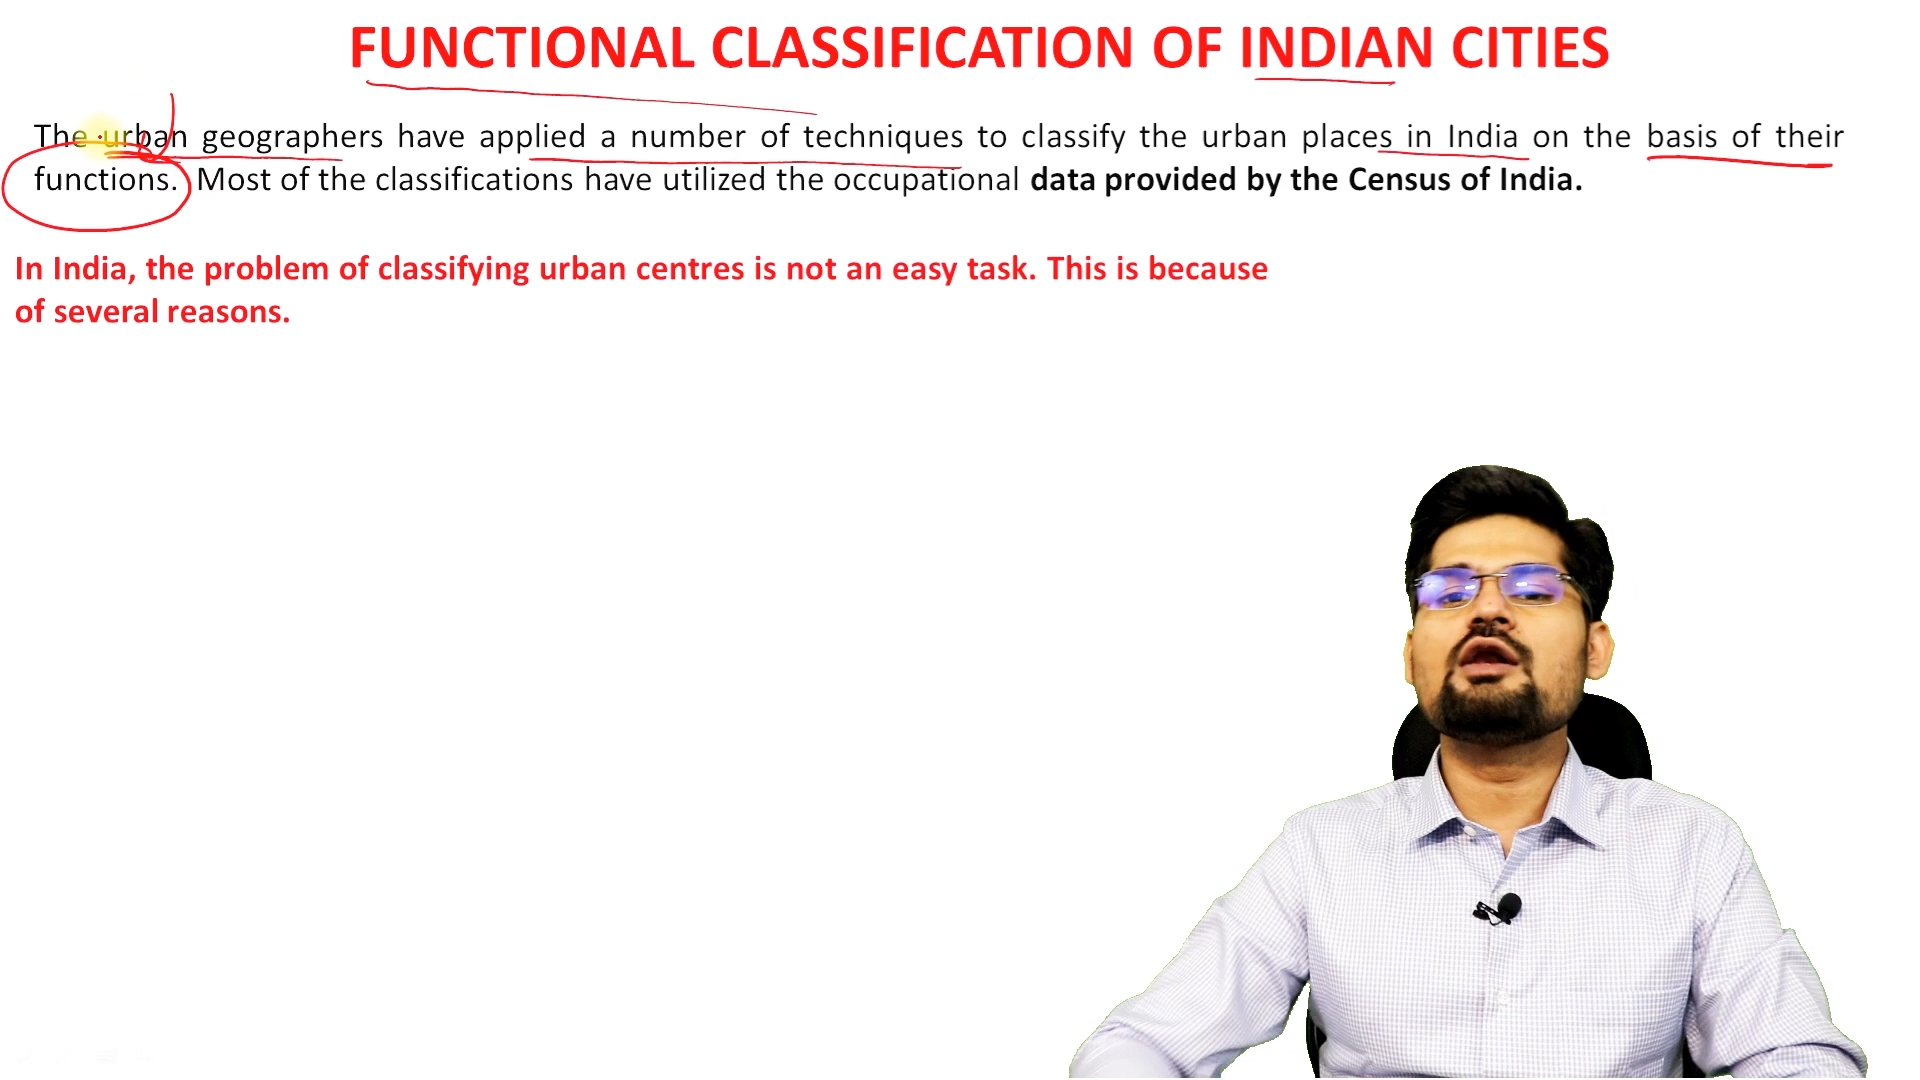 FUNCTIONAL CLASSIFICATION OF INDIAN CITIES
The urban geographers have applied a number of techniques to classify the urban places in India on the basis of their
functions. Most of the classifications have utilized the occupational data provided by the Census of India.
In India, the problem of classifying urban centres is not an easy task. This is because
of several reasons.